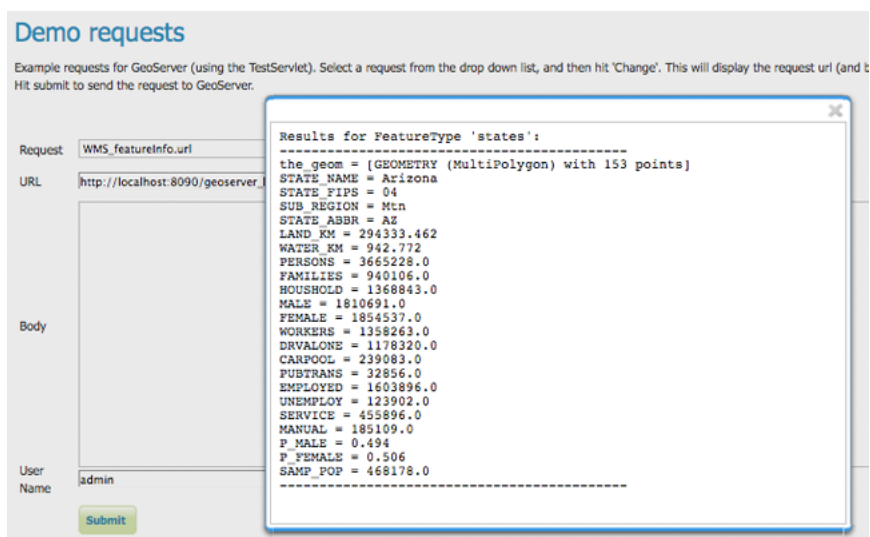 Demo requests
Example requests for GeoServer (using the TestServlet). Select a request from the drop down list, and then hit 'Change'. This will display the request url (and b
Hit submit to send the request to GeoServer.
Request WMS_featureInfo.url
URL http://localhost:8090/geoserver_l
Body
User
Name admin
Submit
Results for FeatureType 'states':
--------------------------------------------
the_geom = [GEOMETRY (MultiPolygon) with 153 points]
STATE_NAME = Arizona
STATE_FIPS = 04
SUB_REGION = Mtn
STATE_ABBR = AZ
LAND_KM = 294333.462
WATER_KM = 942.772
PERSONS = 3665228.0
FAMILIES = 940106.0
HOUSHOLD = 1368843.0
MALE = 1810691.0
FEMALE = 1854537.0
WORKERS = 1358263.0
DRVALONE = 1178320.0
CARPOOL = 239083.0
PUBTRANS = 32856.0
EMPLOYED = 1603896.0
UNEMPLOY = 123902.0
SERVICE = 455896.0
MANUAL = 185109.0
P_MALE = 0.494
P_FEMALE = 0.506
SAMP_POP = 468178.0
--------------------------------------------